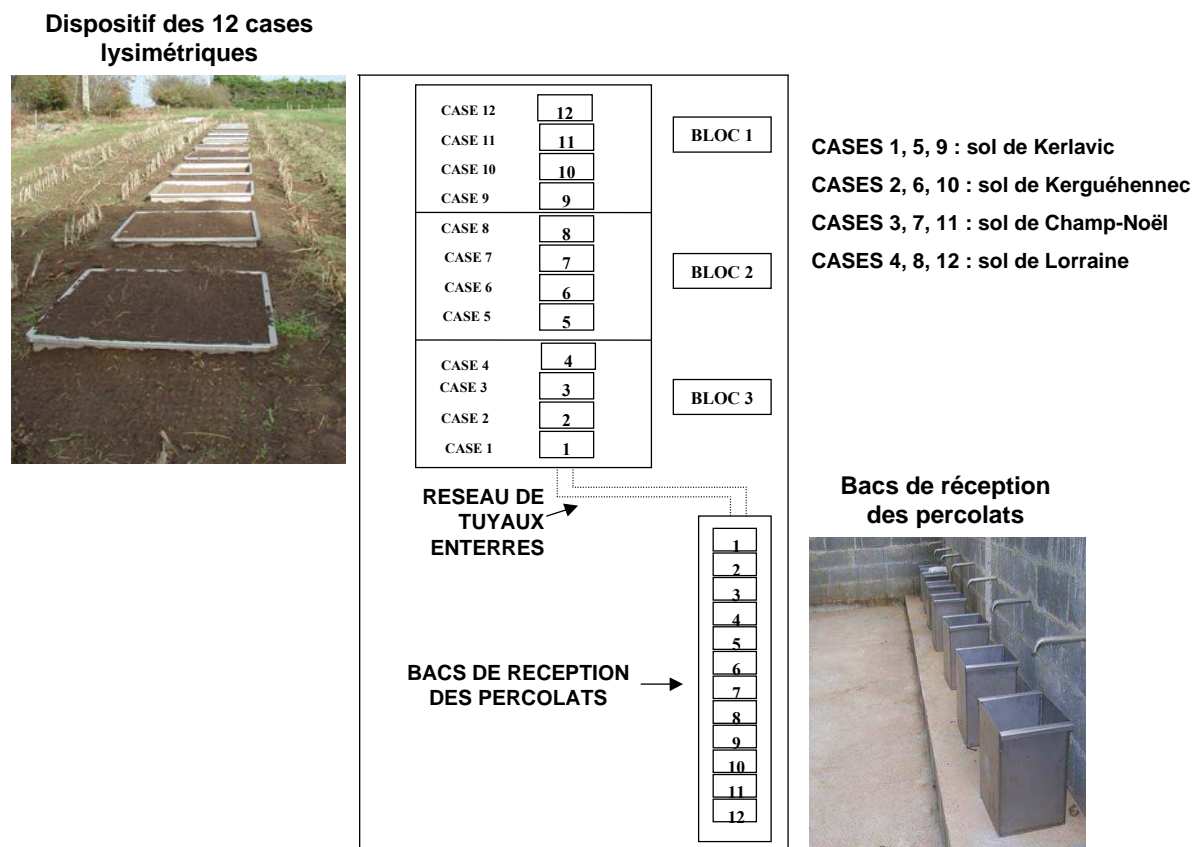 Dispositif des 12 cases
lysimétriques
CASE 12 12
CASE 11 11
CASE 10 10
CASE 9 9
BLOC 1
CASE 8 8
CASE 7 7
CASE 6 6
CASE 5 5
BLOC 2
CASE 4 4
CASE 3 3
CASE 2 2
CASE 1 1
BLOC 3
CASES 1, 5, 9 : sol de Kerlavic
CASES 2, 6, 10 : sol de Kerguéhennec
CASES 3, 7, 11 : sol de Champ-Noël
CASES 4, 8, 12 : sol de Lorraine
RESEAU DE
TUYAUX
ENTERRES
BACS DE RECEPTION
DES PERCOLATS
1
2
3
4
5
6
7
8
9
10
11
12
Bacs de réception
des percolats